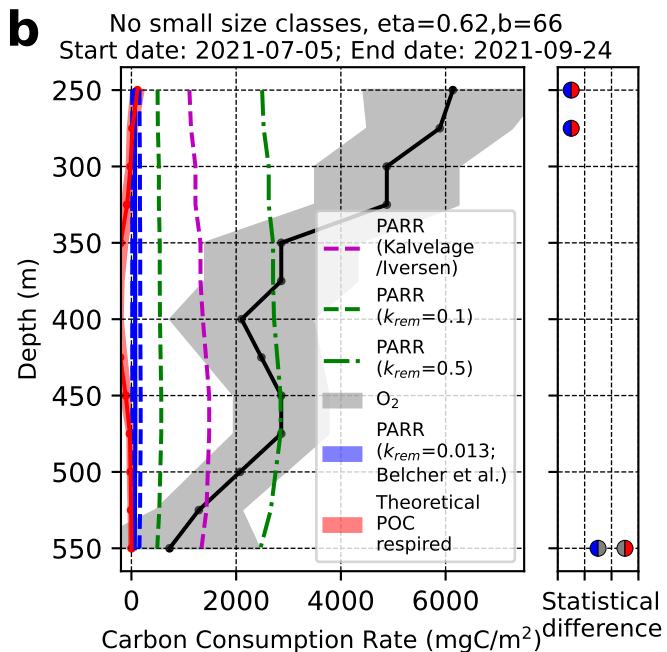 b
No small size classes, eta=0.62,b=66
Start date: 2021-07-05; End date: 2021-09-24
250
300
350
400
450
500
550
Depth (m)
PARR
(Kalvelage
/Iversen)
PARR
(k_rem=0.1)
PARR
(k_rem=0.5)
O₂
PARR
(k_rem=0.013;
Belcher et al.)
Theoretical
POC
respired
0 2000 4000 6000
Carbon Consumption Rate (mgC/m²)
Statistical
difference